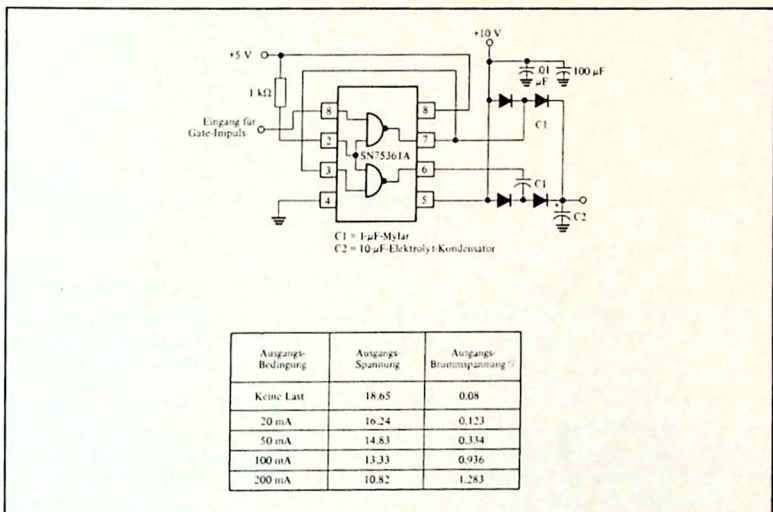 +10 V
+5 V
.01 µF
100 µF
1 kΩ
Eingang für Gate-Impuls
8
8
C1
2
7
SN75361A
3
6
C1
4
5
C2
C1 = 1-µF-Mylar
C2 = 10-µF-Elektrolyt-Kondensator
Ausgangs-Bedingung Ausgangs-Spannung Ausgangs-Brummspannung
Keine Last 18.65 0.08
20 mA 16.24 0.123
50 mA 14.83 0.334
100 mA 13.33 0.936
200 mA 10.82 1.283